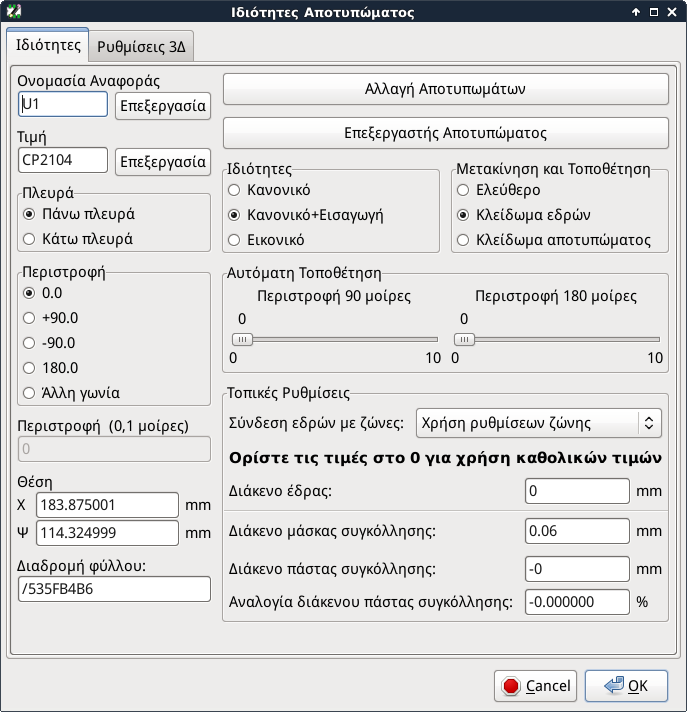 Ιδιότητες Αποτυπώματος
Ιδιότητες
Ρυθμίσεις 3Δ
Ονομασία Αναφοράς
U1
Επεξεργασία
Τιμή
CP2104
Επεξεργασία
Πλευρά
Πάνω πλευρά
Κάτω πλευρά
Περιστροφή
0.0
+90.0
-90.0
180.0
Άλλη γωνία
Περιστροφή (0,1 μοίρες)
0
Θέση
Χ 183.875001 mm
Ψ 114.324999 mm
Διαδρομή φύλλου:
/535FB4B6
Αλλαγή Αποτυπωμάτων
Επεξεργαστής Αποτυπώματος
Ιδιότητες
Κανονικό
Κανονικό+Εισαγωγή
Εικονικό
Μετακίνηση και Τοποθέτηση
Ελεύθερο
Κλείδωμα εδρών
Κλείδωμα αποτυπώματος
Αυτόματη Τοποθέτηση
Περιστροφή 90 μοίρες
0
0 10
Περιστροφή 180 μοίρες
0
0 10
Τοπικές Ρυθμίσεις
Σύνδεση εδρών με ζώνες: Χρήση ρυθμίσεων ζώνης
Ορίστε τις τιμές στο 0 για χρήση καθολικών τιμών
Διάκενο έδρας: 0 mm
Διάκενο μάσκας συγκόλλησης: 0.06 mm
Διάκενο πάστας συγκόλλησης: -0 mm
Αναλογία διάκενου πάστας συγκόλλησης: -0.000000 %
Cancel
OK